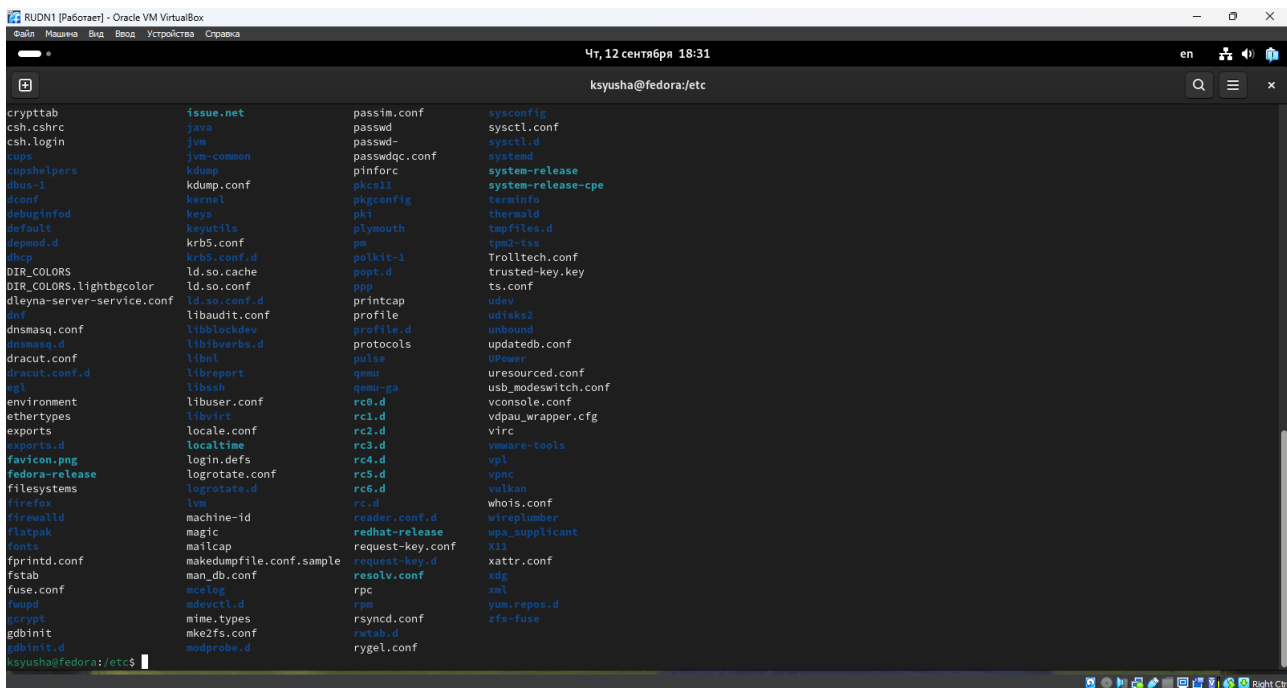 RUDN1 [Работает] - Oracle VM VirtualBox
Файл Машина Вид Ввод Устройства Справка
Чт, 12 сентября 18:31 en
ksyusha@fedora:/etc
crypttab issue.net passim.conf sysconfig
csh.cshrc java passwd sysctl.conf
csh.login jvm passwd- sysctl.d
cups jvm-common passwdqc.conf systemd
cupshelpers kdump pinforc system-release
dbus-1 kdump.conf pkcs11 system-release-cpe
dconf kernel pkgconfig terminfo
debuginfod keys pki thermald
default keyutils plymouth tmpfiles.d
depmod.d krb5.conf pm tpm2-tss
dhcp krb5.conf.d polkit-1 Trolltech.conf
DIR_COLORS ld.so.cache popt.d trusted-key.key
DIR_COLORS.lightbgcolor ld.so.conf ppp ts.conf
dleyna-server-service.conf ld.so.conf.d printcap udev
dnf libaudit.conf profile udisks2
dnsmasq.conf libblockdev profile.d unbound
dnsmasq.d libibverbs.d protocols updatedb.conf
dracut.conf libnl pulse UPower
dracut.conf.d libreport qemu uresourced.conf
egl libssh qemu-ga usb_modeswitch.conf
environment libuser.conf rc0.d vconsole.conf
ethertypes libvirt rc1.d vdpau_wrapper.cfg
exports locale.conf rc2.d virc
exports.d localtime rc3.d vmware-tools
favicon.png login.defs rc4.d vpl
fedora-release logrotate.conf rc5.d vpnc
filesystems logrotate.d rc6.d vulkan
firefox lvm rc.d whois.conf
firewalld machine-id reader.conf.d wireplumber
flatpak magic redhat-release wpa_supplicant
fonts mailcap request-key.conf X11
fprintd.conf makedumpfile.conf.sample request-key.d xattr.conf
fstab man_db.conf resolv.conf xdg
fuse.conf mcelog rpc xml
fwupd mdevctl.d rpm yum.repos.d
gcrypt mime.types rsyncd.conf zfs-fuse
gdbinit mke2fs.conf rwtab.d
gdbinit.d modprobe.d rygel.conf
ksyusha@fedora:/etc$
Right Ctrl